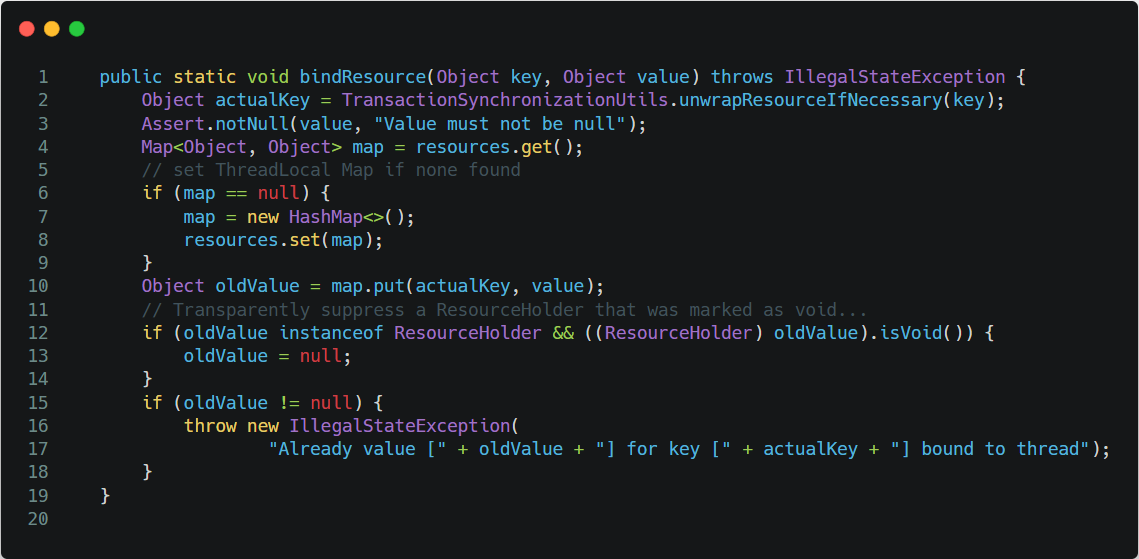 1 public static void bindResource(Object key, Object value) throws IllegalStateException {
2 Object actualKey = TransactionSynchronizationUtils.unwrapResourceIfNecessary(key);
3 Assert.notNull(value, "Value must not be null");
4 Map<Object, Object> map = resources.get();
5 // set ThreadLocal Map if none found
6 if (map == null) {
7 map = new HashMap<>();
8 resources.set(map);
9 }
10 Object oldValue = map.put(actualKey, value);
11 // Transparently suppress a ResourceHolder that was marked as void...
12 if (oldValue instanceof ResourceHolder && ((ResourceHolder) oldValue).isVoid()) {
13 oldValue = null;
14 }
15 if (oldValue != null) {
16 throw new IllegalStateException(
17 "Already value [" + oldValue + "] for key [" + actualKey + "] bound to thread");
18 }
19 }
20